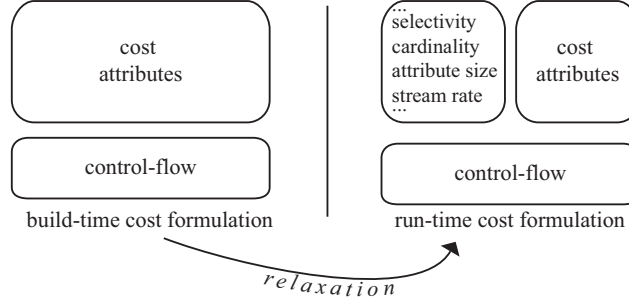 cost
attributes
control-flow
build-time cost formulation
...
selectivity
cardinality
attribute size
stream rate
...
cost
attributes
control-flow
run-time cost formulation
relaxation